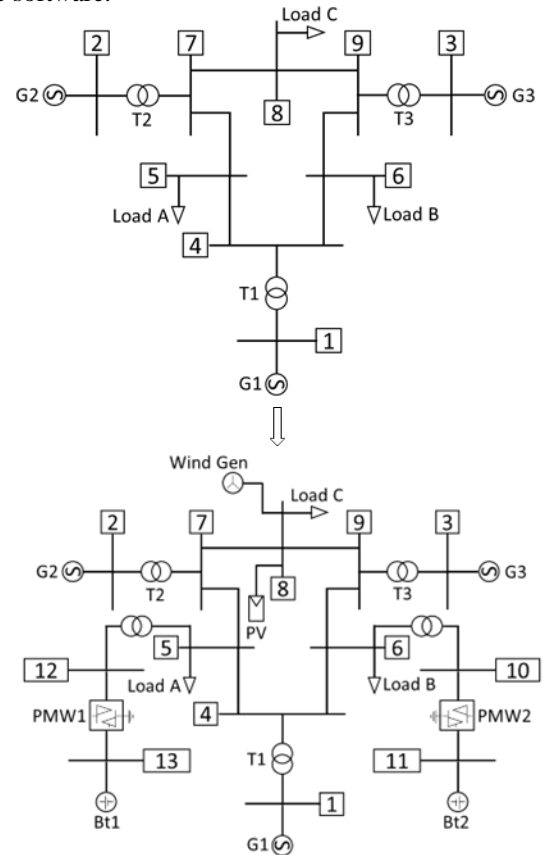 e software.
Load C
2
7
9
3
G2
G3
T2
8
T3
5
6
Load A
Load B
4
T1
1
G1
Wind Gen
Load C
2
7
9
3
G2
G3
T2
8
T3
PV
5
6
12
Load A
Load B
10
PMW1
4
PMW2
T1
13
11
1
Bt1
Bt2
G1